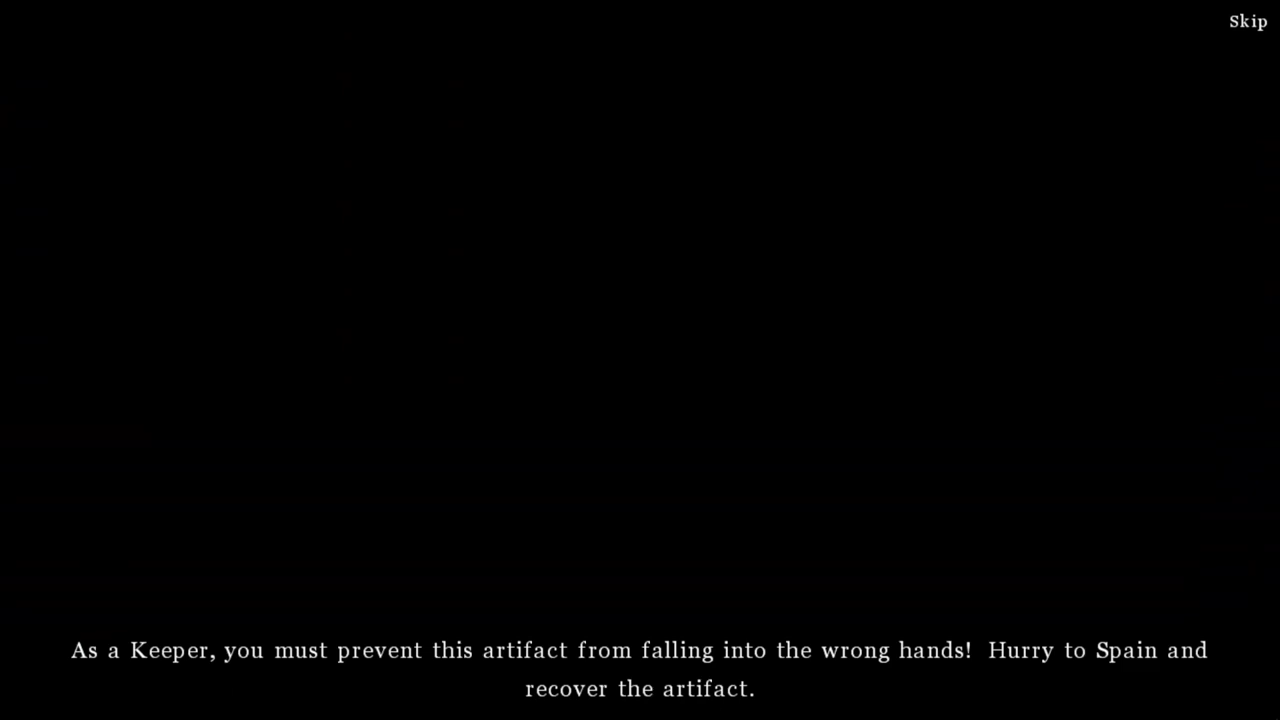 Skip
As a Keeper, you must prevent this artifact from falling into the wrong hands!  Hurry to Spain and
recover the artifact.